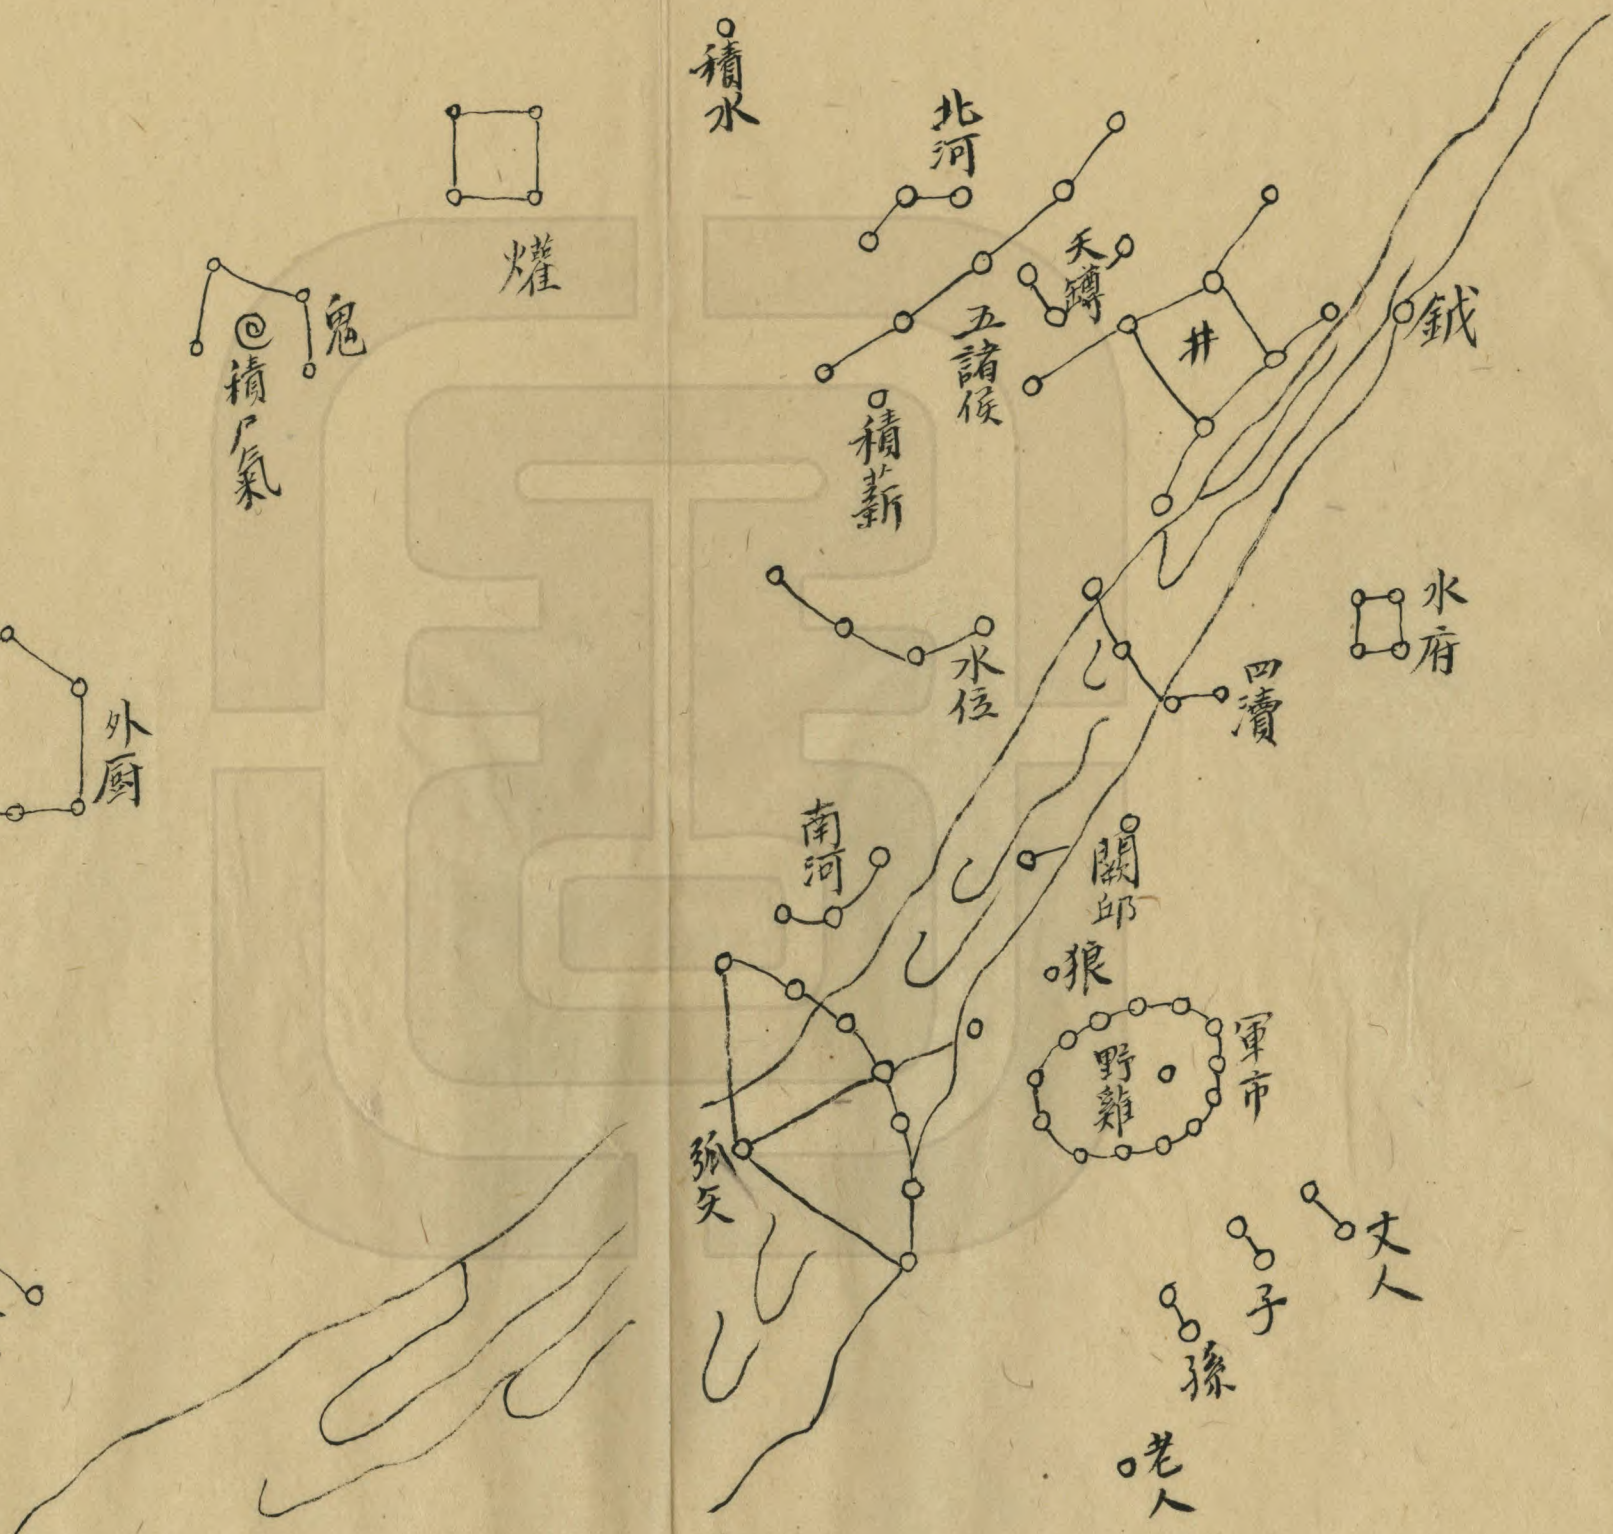 鉞
水府
四瀆
軍市
丈人
子
孫
井
天罇
闕邱
狼
野雞
老人
北河
五諸侯
水位
積薪
南河
積水
弧矢
爟
鬼
積尸氣
外厨